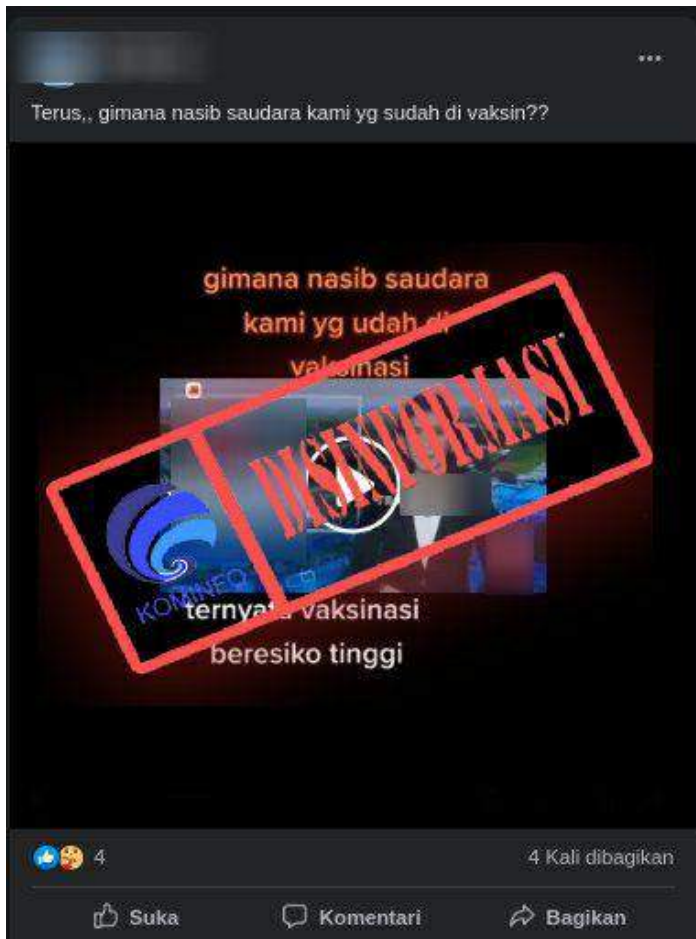 Terus,, gimana nasib saudara kami yg sudah di vaksin??
gimana nasib saudara
kami yg udah di
vaksinasi
DISINFORMASI
KOMINFO
ternyata vaksinasi
beresiko tinggi
4
4 Kali dibagikan
Suka
Komentari
Bagikan